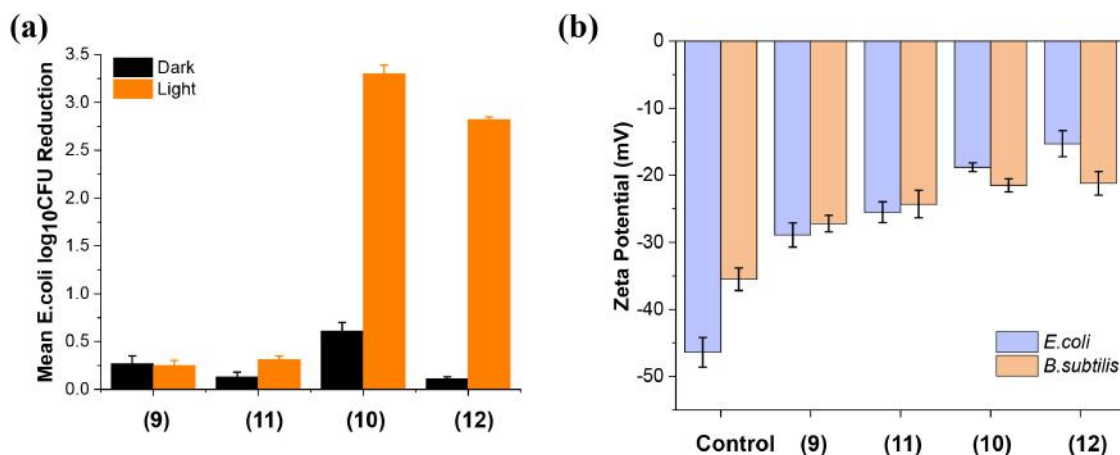 (a)
Mean E.coli log10CFU Reduction
3.5
3.0
2.5
2.0
1.5
1.0
0.5
0.0
Dark
Light
(9) (11) (10) (12)
(b)
Zeta Potential (mV)
0
-10
-20
-30
-40
-50
E.coli
B.subtilis
Control (9) (11) (10) (12)